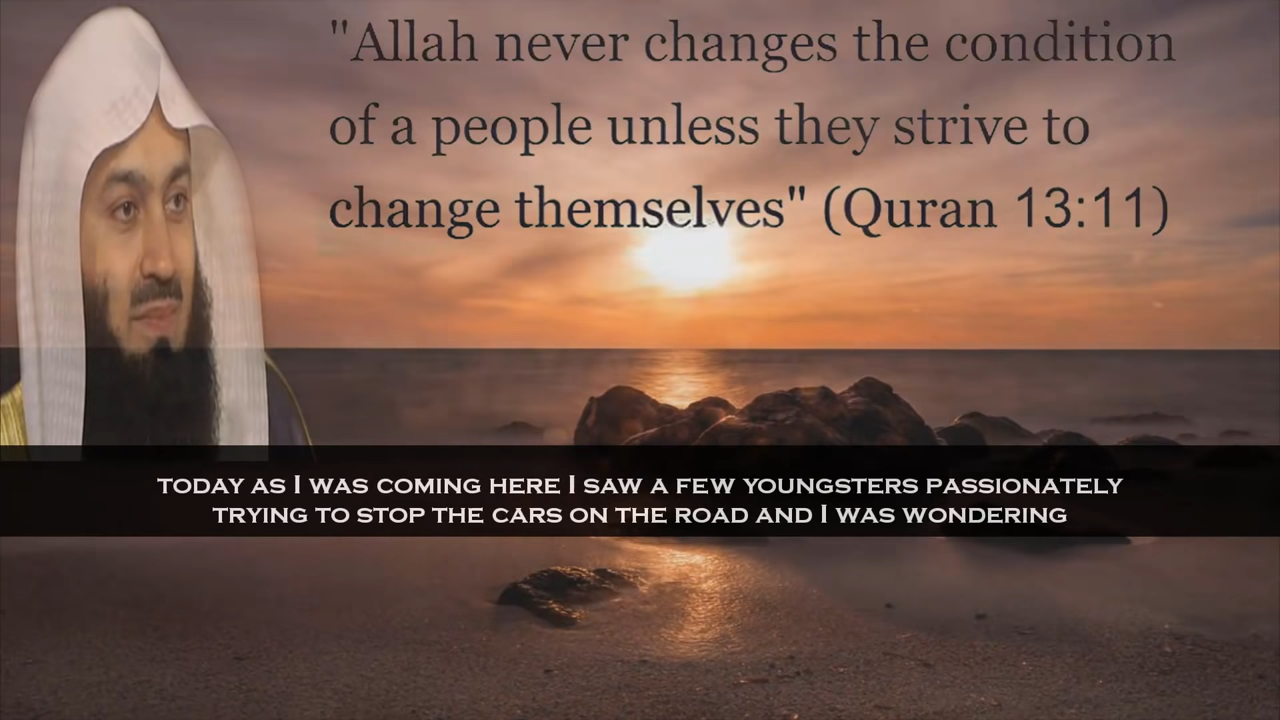 "Allah never changes the condition
of a people unless they strive to
change themselves" (Quran 13:11)
TODAY AS I WAS COMING HERE I SAW A FEW YOUNGSTERS PASSIONATELY
TRYING TO STOP THE CARS ON THE ROAD AND I WAS WONDERING